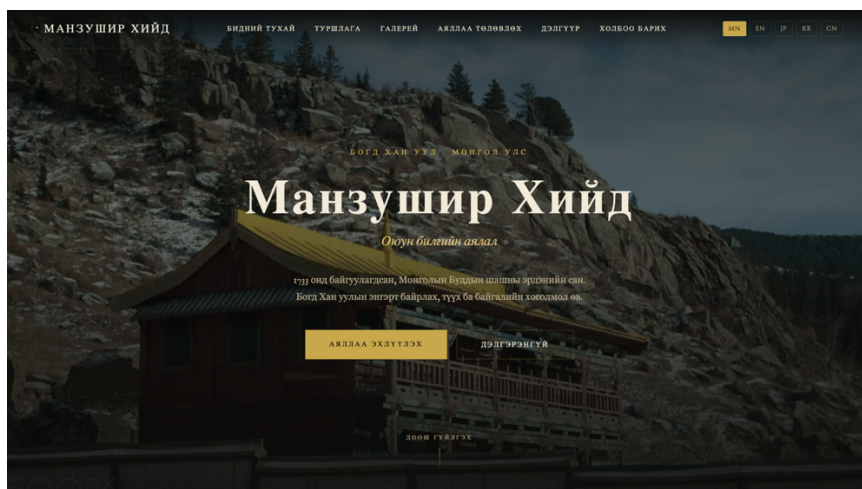 МАНЗУШИР ХИЙД
БИДНИЙ ТУХАЙ
ТУРШЛАГА
ГАЛЕРЕЙ
АЯЛЛАА ТӨЛӨВЛӨХ
ДЭЛГҮҮР
ХОЛБОО БАРИХ
MN EN JP KR CN
БОГД ХАН УУЛ · МОНГОЛ УЛС
Манзушир Хийд
Оюун билгийн аялал
1733 онд байгуулагдсан, Монголын Буддын шашны эрдэнийн сан.
Богд Хан уулын энгэрт байрлах, түүх ба байгалийн хосолмол өв.
АЯЛЛАА ЭХЛҮҮЛЭХ
ДЭЛГЭРЭНГҮЙ
ДООШ ГҮЙЛГЭХ